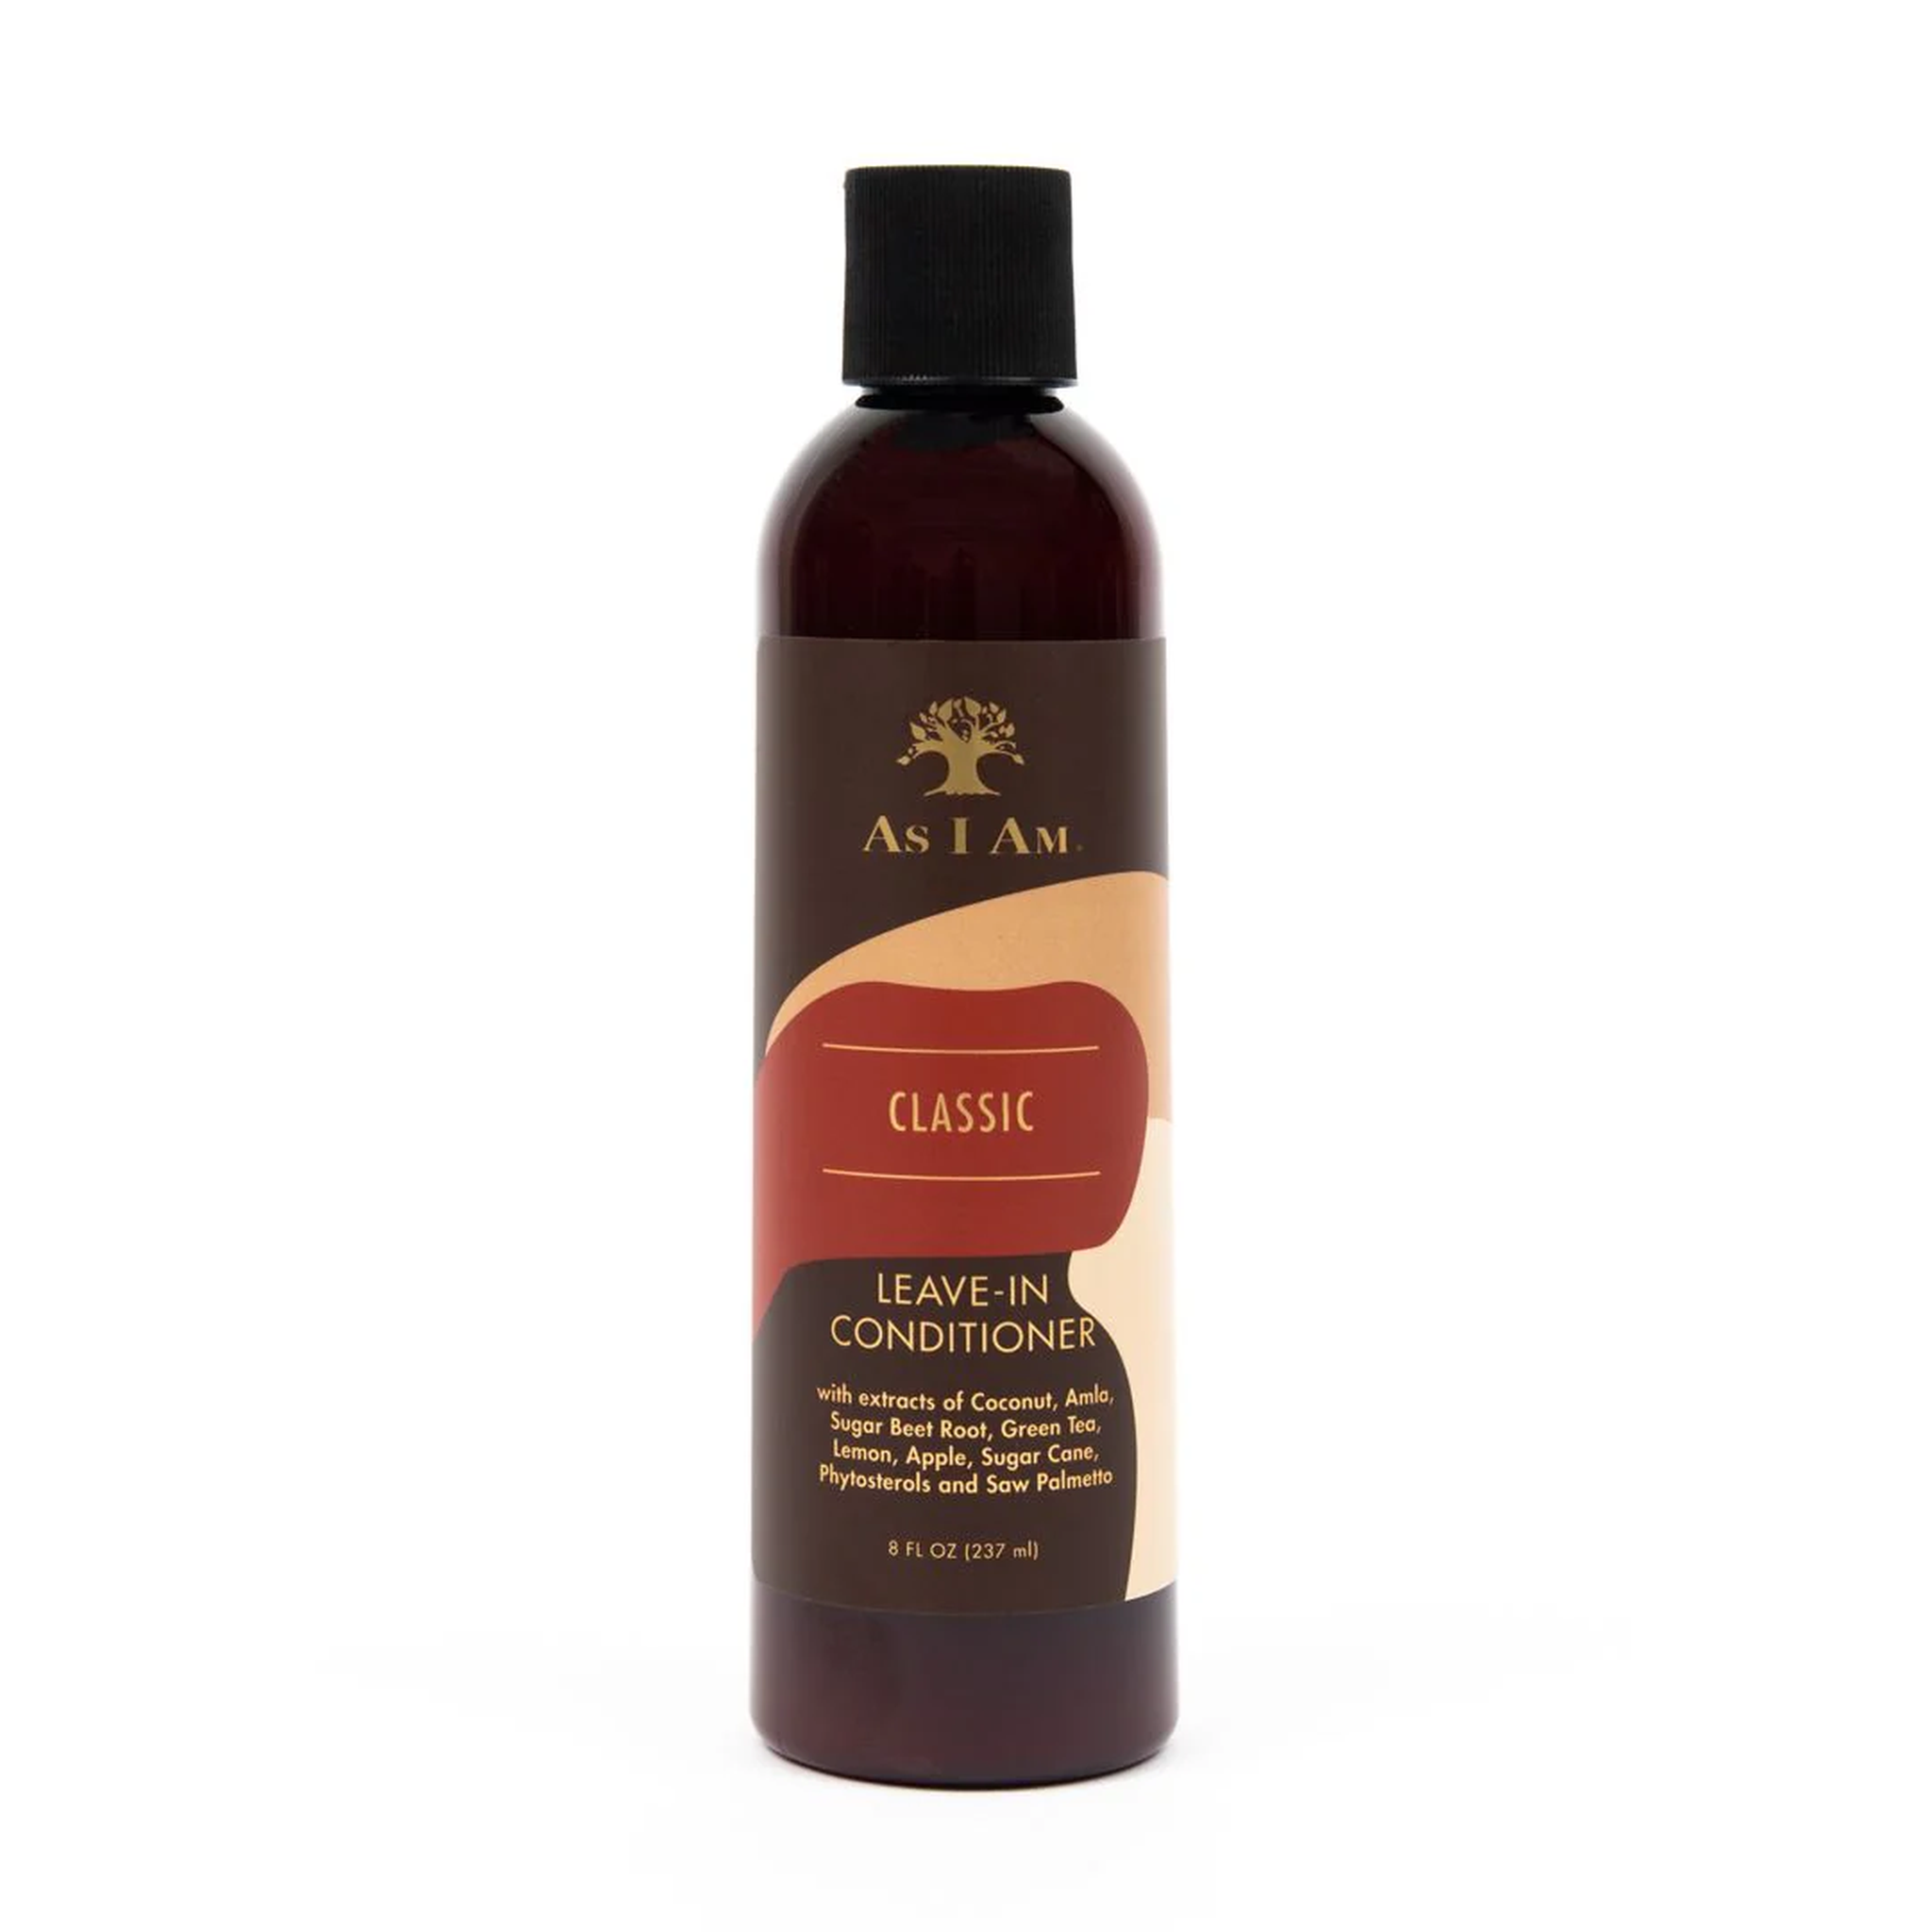 As I Am
CLASSIC
LEAVE-IN
CONDITIONER
with extracts of Coconut, Amla,
Sugar Beet Root, Green Tea,
Lemon, Apple, Sugar Cane,
Phytosterols and Saw Palmetto
8 FL OZ (237 ml)